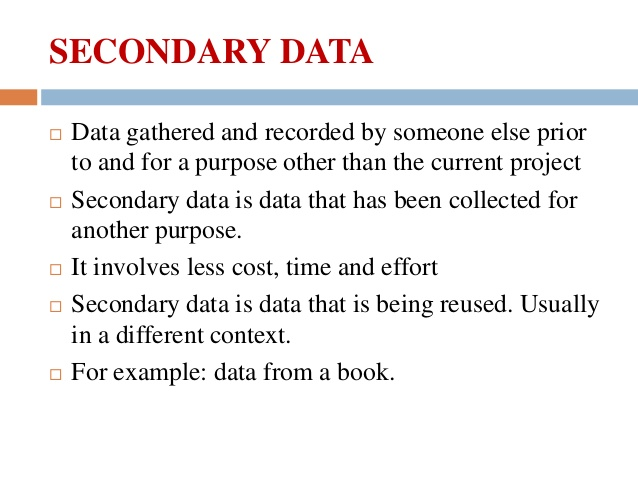 SECONDARY DATA
Data gathered and recorded by someone else prior
to and for a purpose other than the current project
Secondary data is data that has been collected for
another purpose.
It involves less cost, time and effort
Secondary data is data that is being reused. Usually
in a different context.
For example: data from a book.